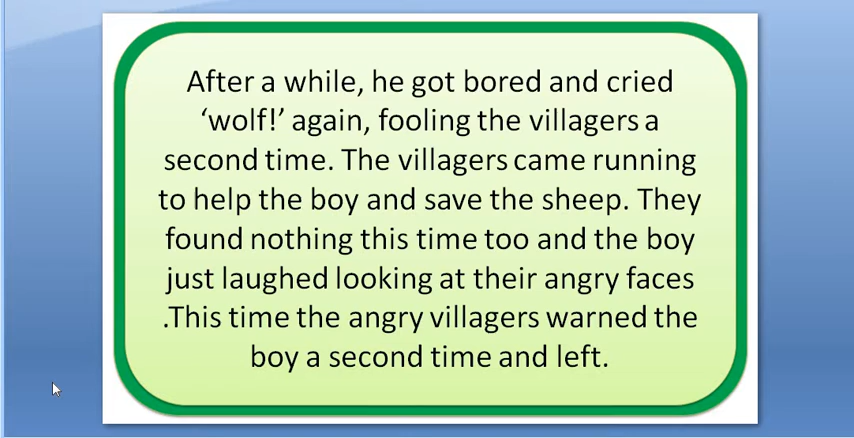 After a while, he got bored and cried
‘wolf!’ again, fooling the villagers a
second time. The villagers came running
to help the boy and save the sheep. They
found nothing this time too and the boy
just laughed looking at their angry faces
.This time the angry villagers warned the
boy a second time and left.